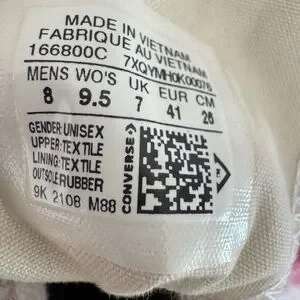 MADE IN VIETNAM
FABRIQUE AU VIETNAM
166800C 7XQYMH0K00076
MENS WO'S UK EUR CM
8 9.5 7 41 26
GENDER:UNISEX
UPPER:TEXTILE
LINING:TEXTILE
OUTSOLE:RUBBER
9K 2108 M88
CONVERSE